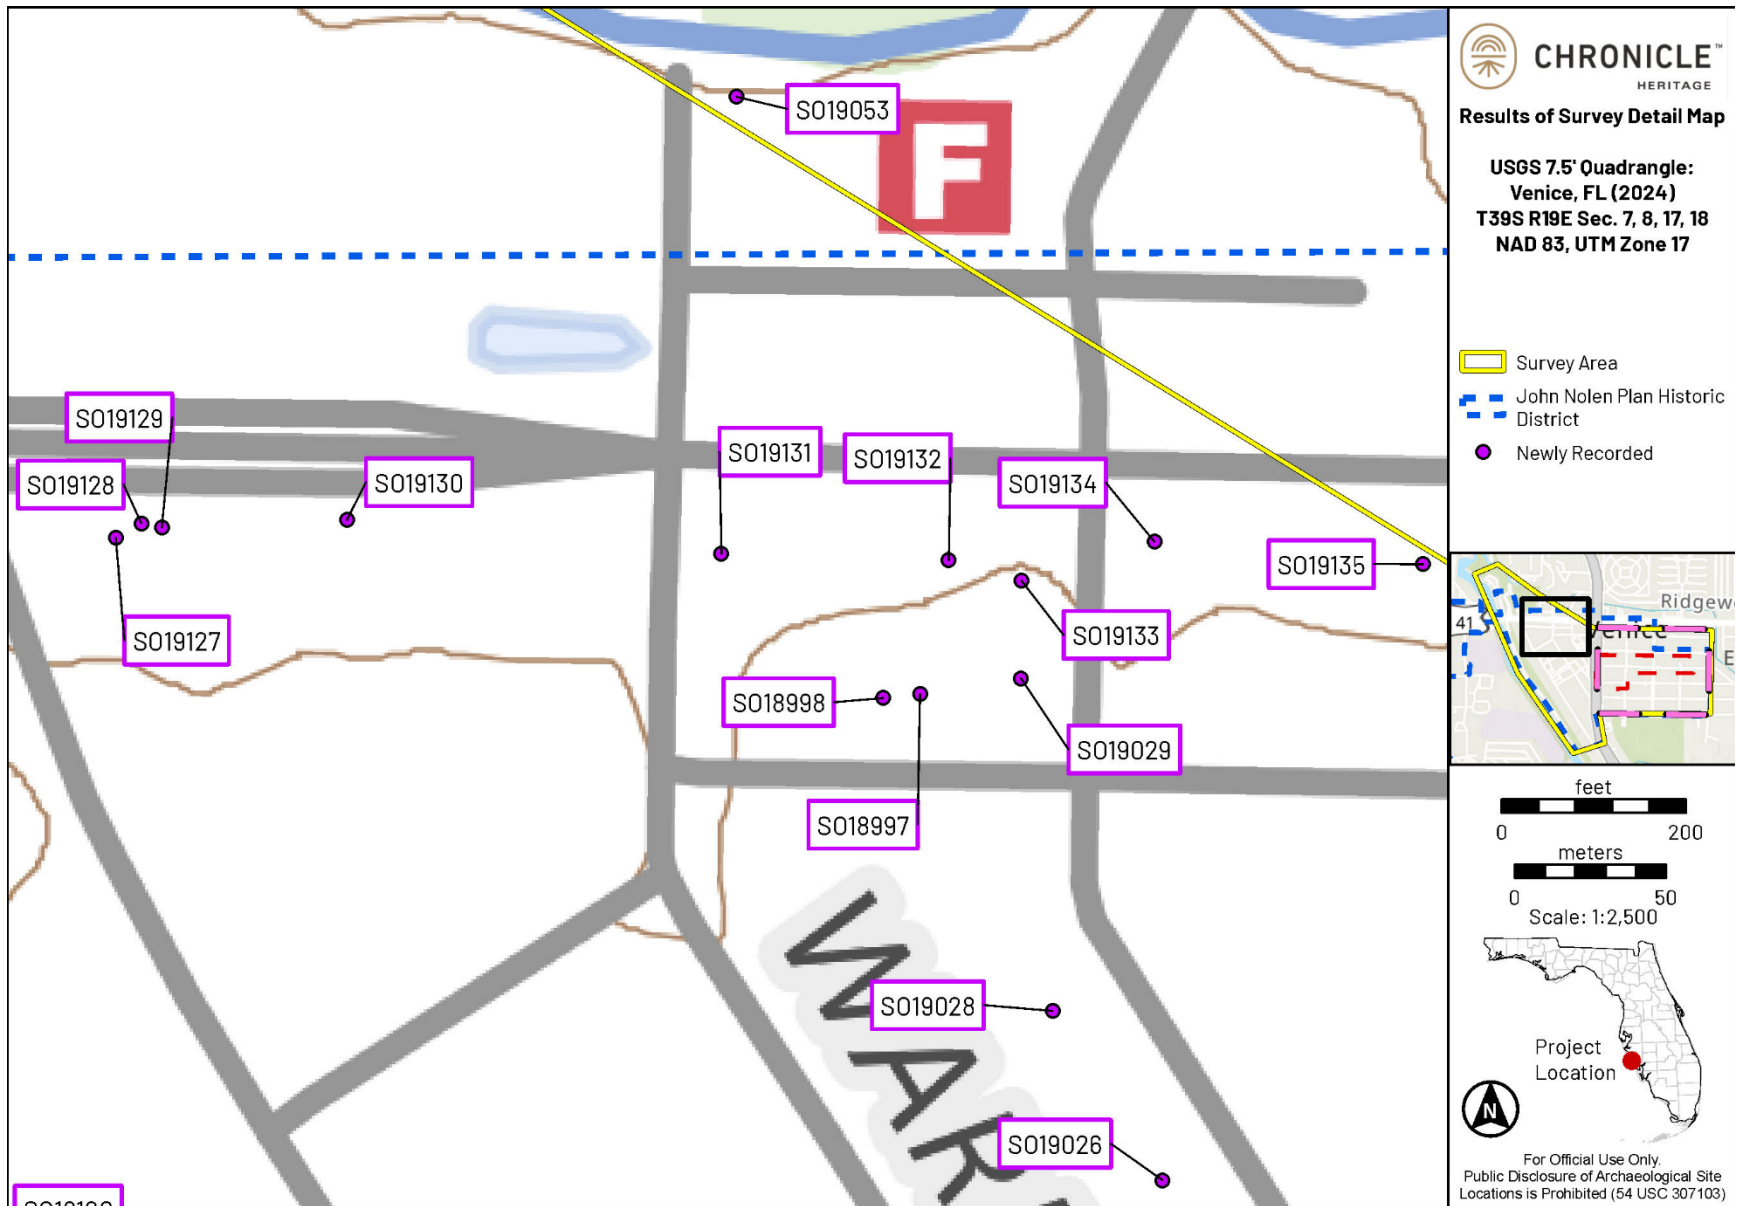 SO19053
F
SO19129
SO19128
SO19130
SO19127
SO19131
SO19132
SO19134
SO19135
SO19133
SO18998
SO19029
SO18997
SO19028
SO19026
CHRONICLE™
HERITAGE
Results of Survey Detail Map
USGS 7.5' Quadrangle:
Venice, FL (2024)
T39S R19E Sec. 7, 8, 17, 18
NAD 83, UTM Zone 17
Survey Area
John Nolen Plan Historic
District
Newly Recorded
Ridgew
41
Venice
E
feet
0 200
meters
0 50
Scale: 1:2,500
Project
Location
N
For Official Use Only.
Public Disclosure of Archaeological Site
Locations is Prohibited (54 USC 307103)